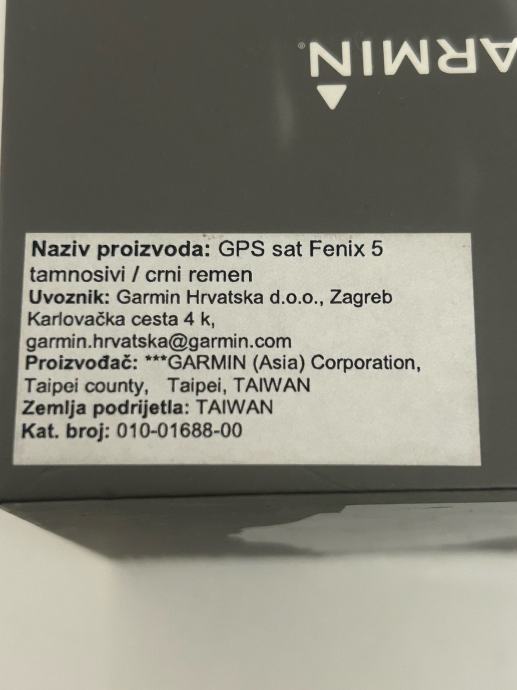 GARMIN®
Naziv proizvoda: GPS sat Fenix 5
tamnosivi / crni remen
Uvoznik: Garmin Hrvatska d.o.o., Zagreb
Karlovačka cesta 4 k,
garmin.hrvatska@garmin.com
Proizvođač: ***GARMIN (Asia) Corporation,
Taipei county, Taipei, TAIWAN
Zemlja podrijetla: TAIWAN
Kat. broj: 010-01688-00